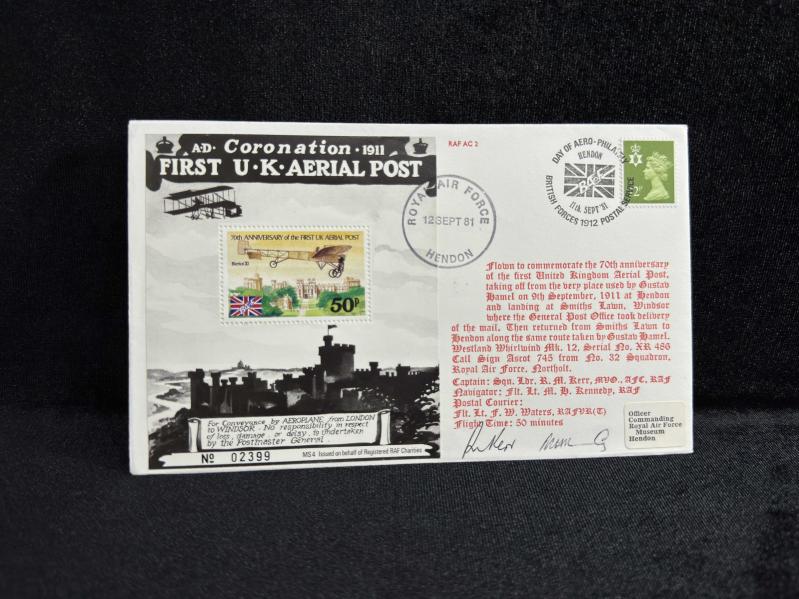 A·D· Coronation · 1911
FIRST U·K·AERIAL POST
70th ANNIVERSARY of the FIRST UK AERIAL POST
Blériot XI
50P
For Conveyance by AEROPLANE from LONDON
to WINDSOR. No responsibility in respect
of loss, damage or delay, is undertaken
by the Postmaster General.
No 02399
MS4 Issued on behalf of Registered RAF Charities
RAF AC 2
ROYAL AIR FORCE
12 SEPT 81
HENDON
DAY OF AERO-PHILATELY
HENDON
11th. SEPT '81
BRITISH FORCES 1912 POSTAL SERVICE
Flown to commemorate the 70th anniversary
of the first United Kingdom Aerial Post,
taking off from the very place used by Gustav
Hamel on 9th September, 1911 at Hendon
and landing at Smiths Lawn, Windsor
where the General Post Office took delivery
of the mail. Then returned from Smiths Lawn to
Hendon along the same route taken by Gustav Hamel.
Westland Whirlwind Mk. 12, Serial No. XR 486
Call Sign Ascot 745 from No. 32 Squadron,
Royal Air Force, Northolt.
Captain: Sqn. Ldr. R. M. Kerr, MVO., AFC, RAF
Navigator: Flt. Lt. M. H. Kennedy, RAF
Postal Courier:
Flt. Lt. F. W. Waters, RAFVR(T)
Flight Time: 50 minutes
Officer
Commanding
Royal Air Force
Museum
Hendon